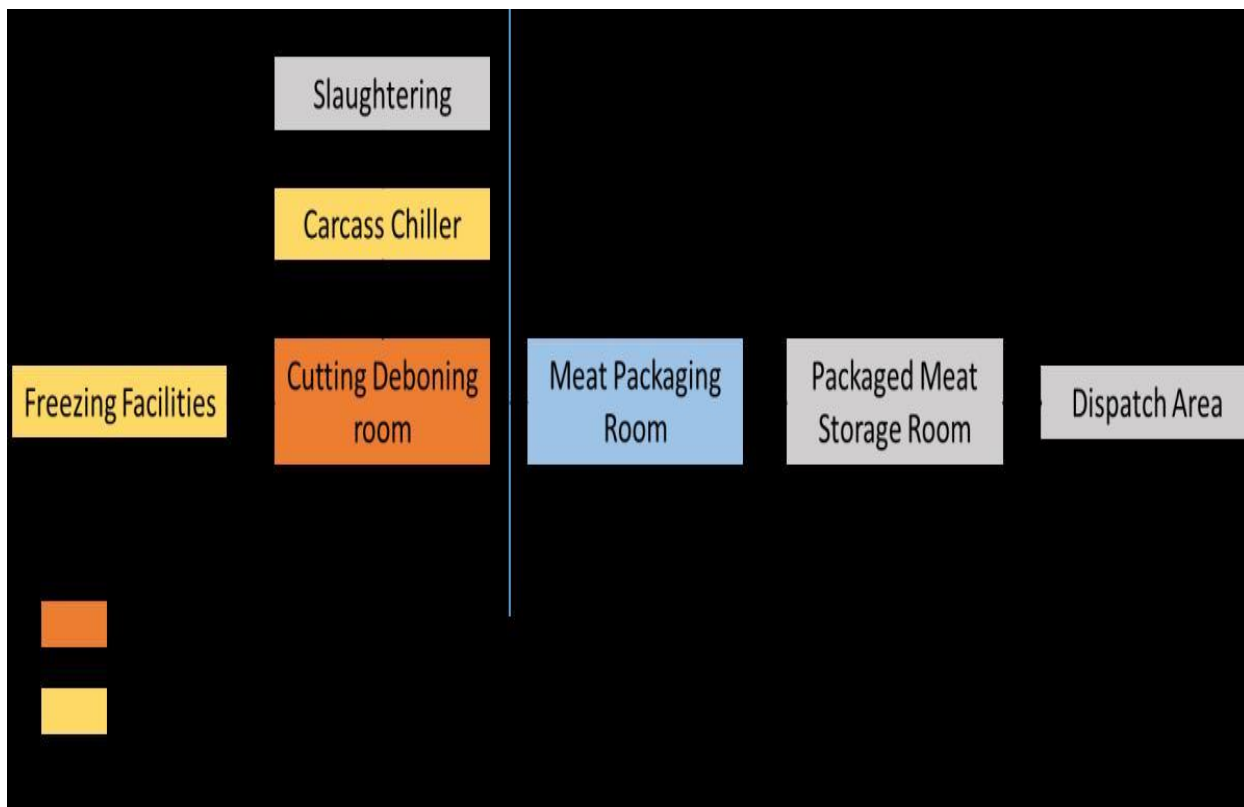 Slaughtering
Carcass Chiller
Freezing Facilities
Cutting Deboning
room
Meat Packaging
Room
Packaged Meat
Storage Room
Dispatch Area